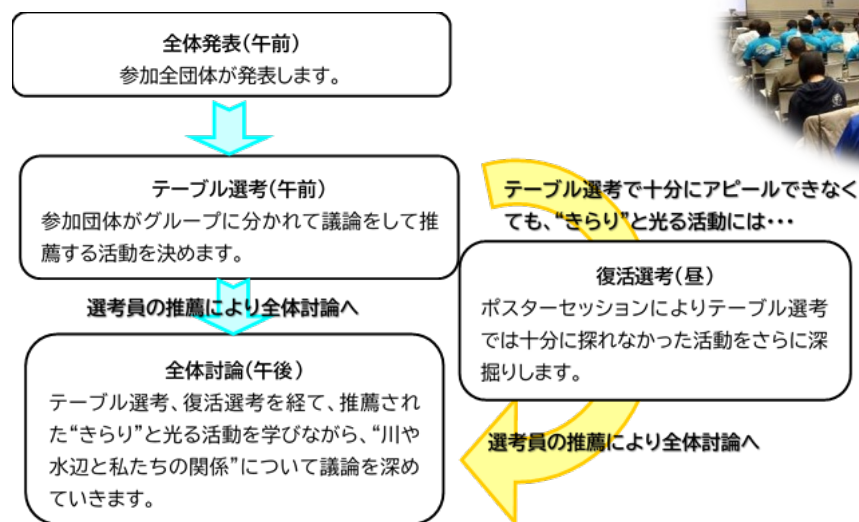 全体発表(午前)
参加全団体が発表します。
テーブル選考(午前)
参加団体がグループに分かれて議論をして推
薦する活動を決めます。
テーブル選考で十分にアピールできなく
ても、“きらり”と光る活動には･･･
復活選考(昼)
ポスターセッションによりテーブル選考
では十分に探れなかった活動をさらに深
掘りします。
選考員の推薦により全体討論へ
選考員の推薦により全体討論へ
全体討論(午後)
テーブル選考、復活選考を経て、推薦され
た“きらり”と光る活動を学びながら、“川や
水辺と私たちの関係”について議論を深め
ていきます。